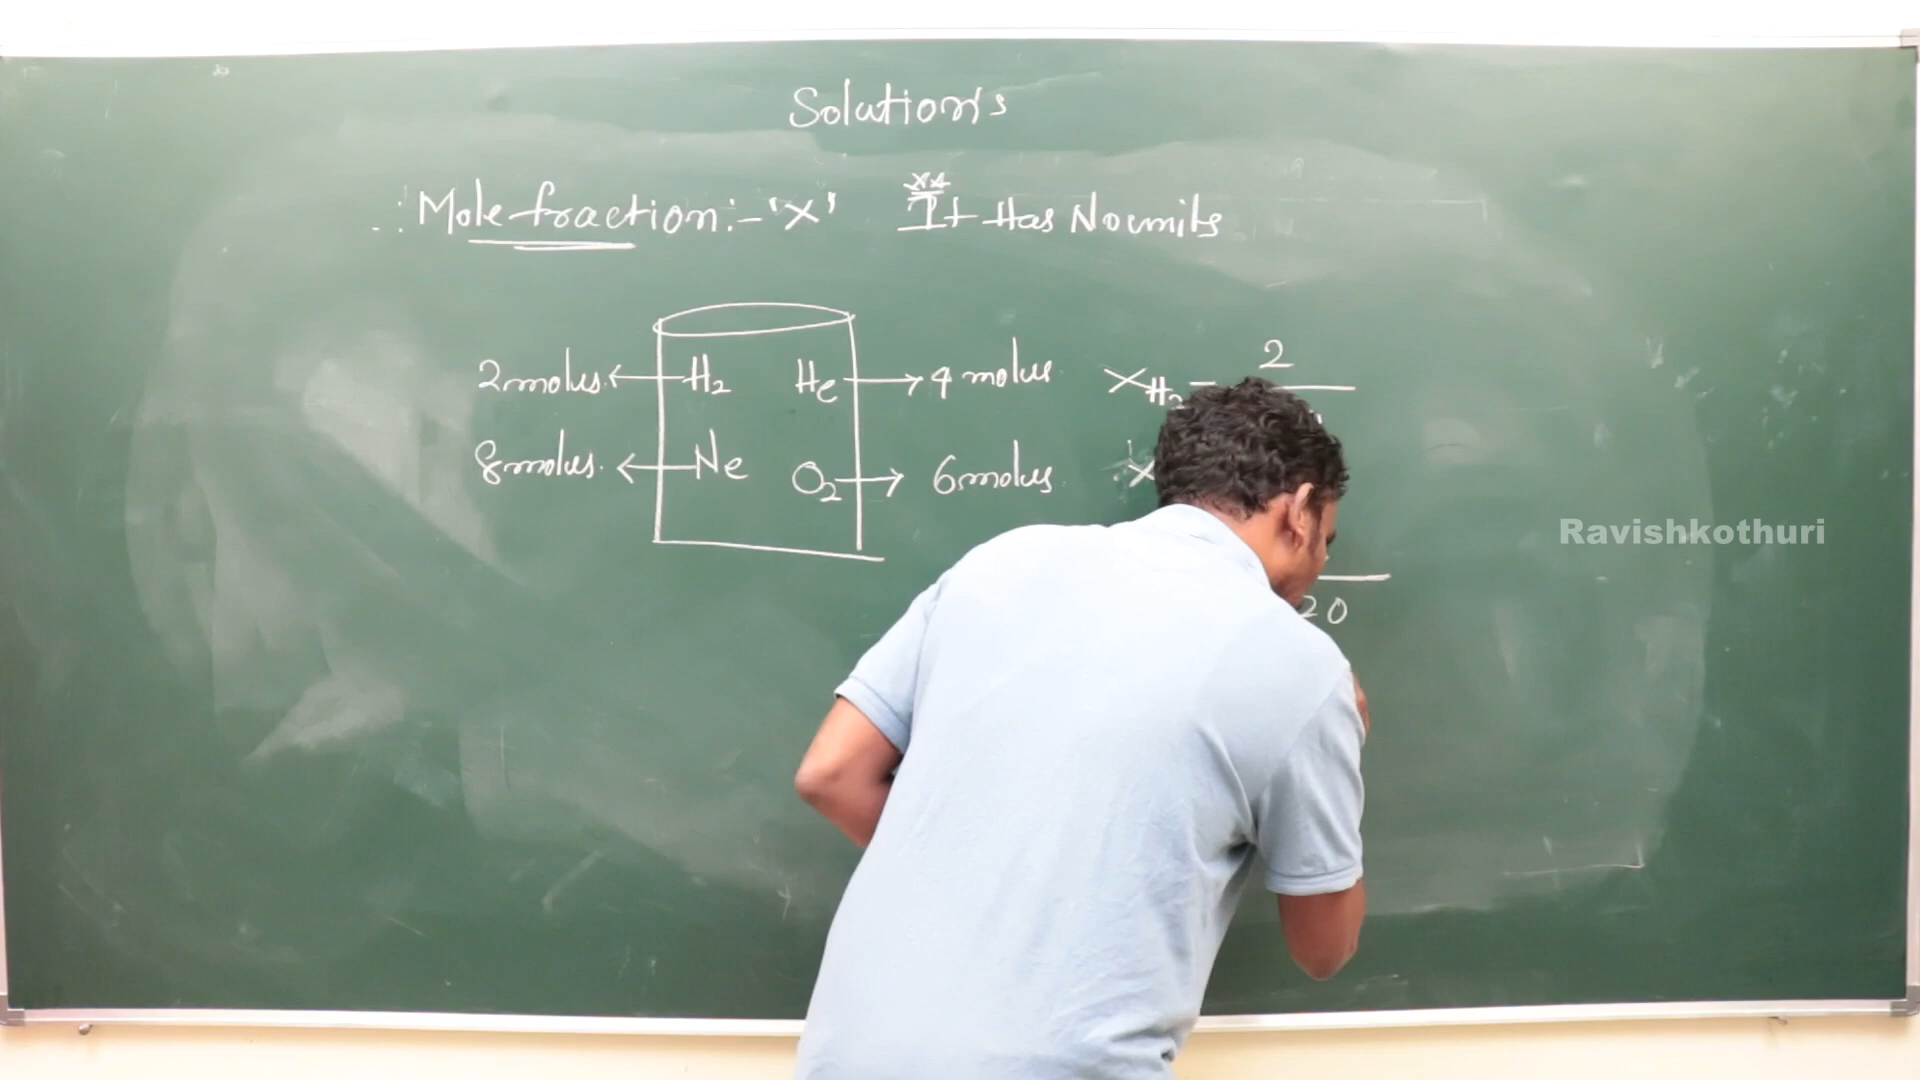 Solutions
Mole fraction:- 'X' It Has No units
2 moles ← H2 He → 4 moles
8 moles ← Ne O2 → 6 moles
X H2 = 2
X
20
Ravishkothuri